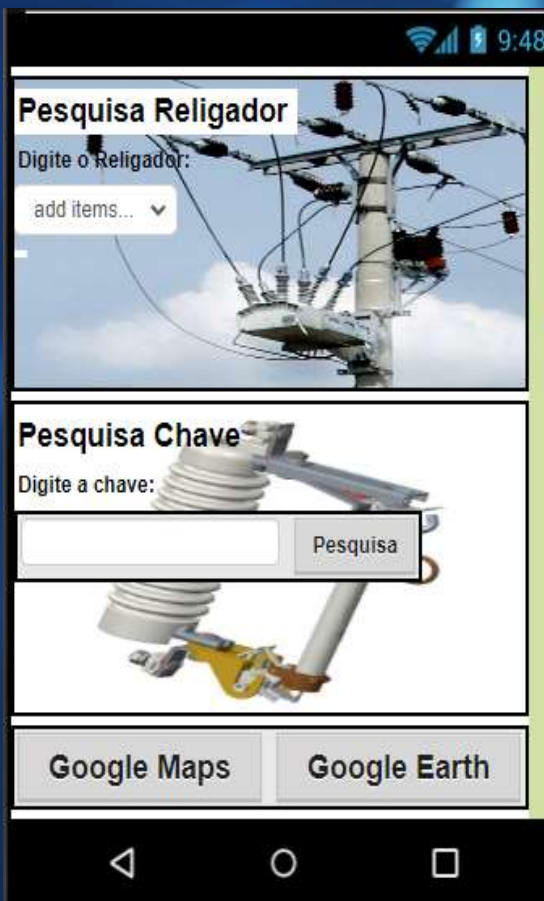 9:48
Pesquisa Religador
Digite o Religador:
add items...
Pesquisa Chave
Digite a chave:
Pesquisa
Google Maps
Google Earth